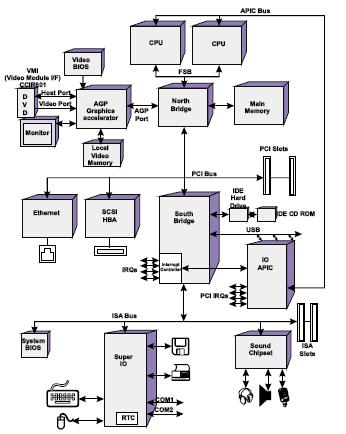 APIC Bus
Video
BIOS
CPU
CPU
VMI
(Video Module I/F)
CCIR601
FSB
D
V
D
Host Port
Video Port
Monitor
AGP
Graphics
accelerator
AGP
Port
North
Bridge
Main
Memory
Local
Video
Memory
PCI Slots
PCI Bus
Ethernet
SCSI
HBA
South
Bridge
IDE
Hard
Drive
IDE CD ROM
USB
Interrupt
Controller
IRQs
IO
APIC
PCI IRQs
ISA Bus
System
BIOS
Super
IO
Sound
Chipset
ISA
Slots
COM1
COM2
RTC